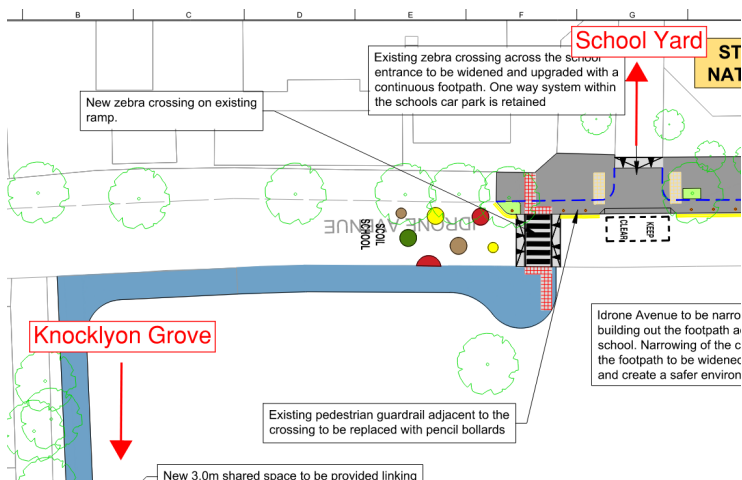 B C D E F G
School Yard
ST
NAT
Existing zebra crossing across the school
entrance to be widened and upgraded with a
continuous footpath. One way system within
the schools car park is retained
New zebra crossing on existing
ramp.
IDRONE AVENUE
SCOIL
SCHOOL
KEEP
CLEAR
Knocklyon Grove
Idrone Avenue to be narro
building out the footpath a
school. Narrowing of the c
the footpath to be widened
and create a safer environ
Existing pedestrian guardrail adjacent to the
crossing to be replaced with pencil bollards
New 3.0m shared space to be provided linking